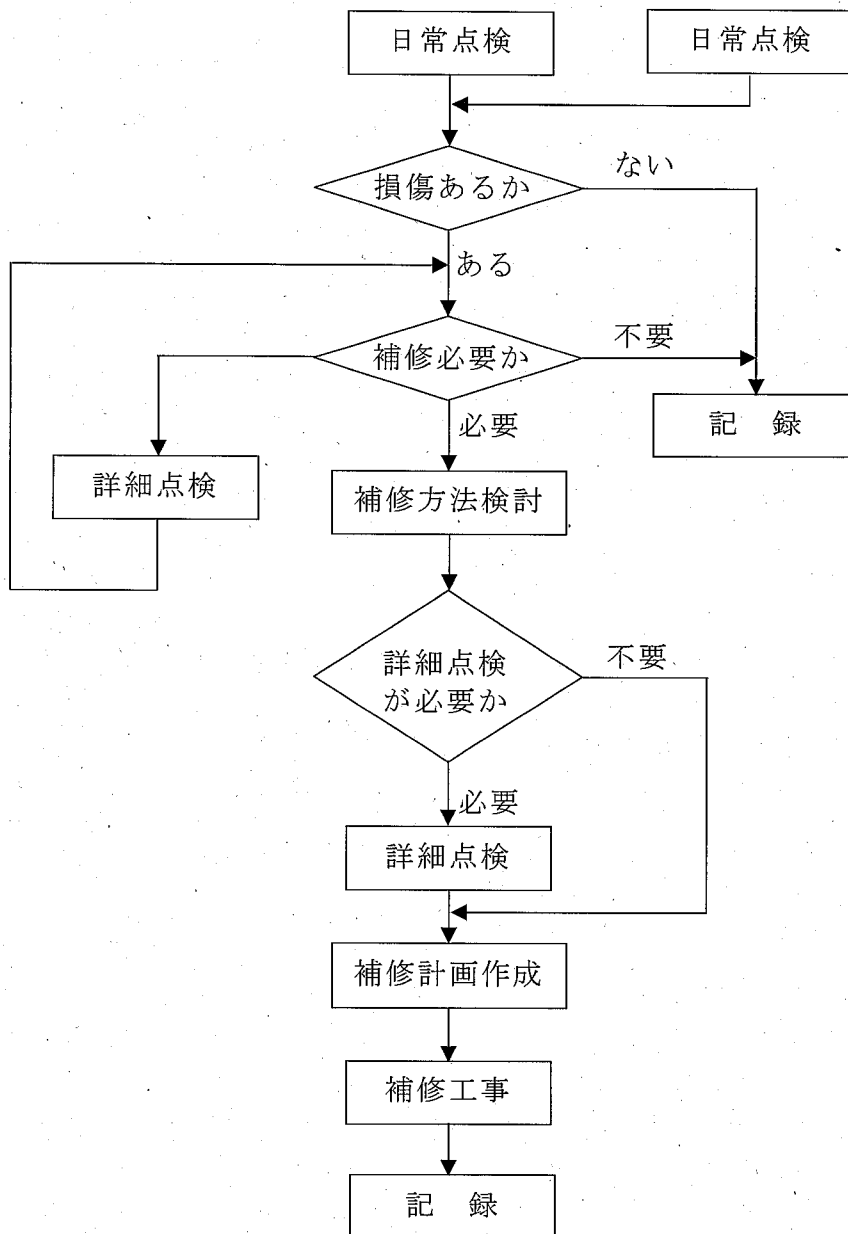 日常点検
日常点検
損傷あるか
ない
ある
補修必要か
不要
必要
記 録
詳細点検
補修方法検討
詳細点検
が必要か
不要
必要
詳細点検
補修計画作成
補修工事
記 録